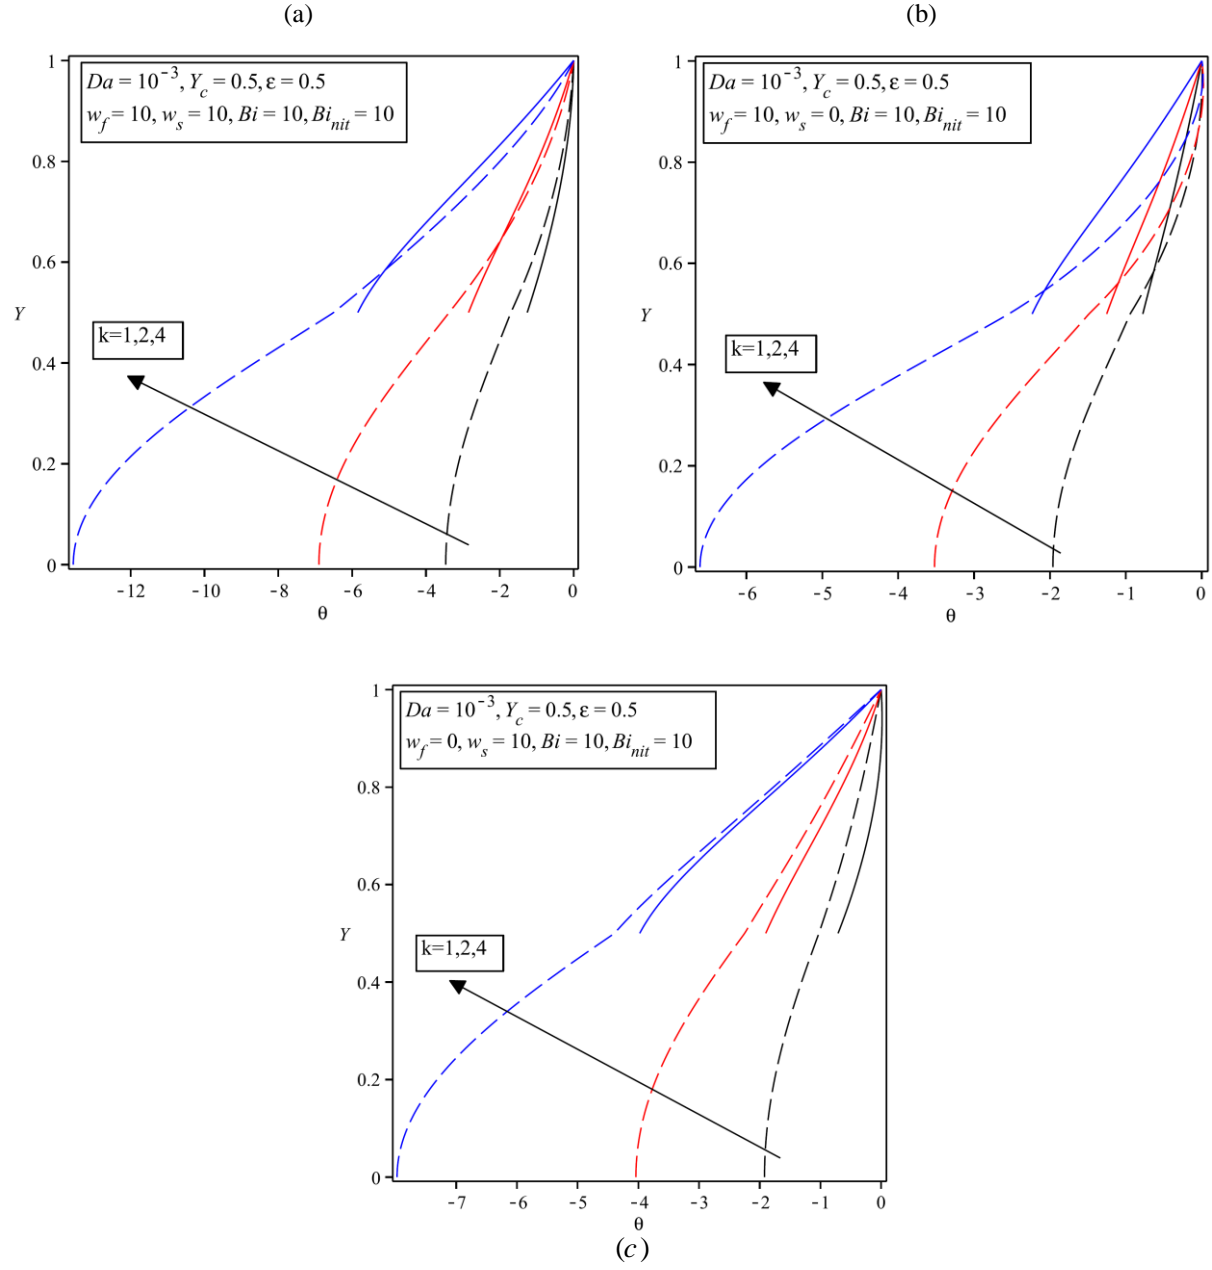 (a)
(b)
Da = 10⁻³, Y_c = 0.5, ε = 0.5
w_f = 10, w_s = 10, Bi = 10, Bi_nit = 10
1
0.8
0.6
Y
0.4
0.2
0
k=1,2,4
-12 -10 -8 -6 -4 -2 0
θ
Da = 10⁻³, Y_c = 0.5, ε = 0.5
w_f = 10, w_s = 0, Bi = 10, Bi_nit = 10
1
0.8
0.6
Y
0.4
0.2
0
k=1,2,4
-6 -5 -4 -3 -2 -1 0
θ
Da = 10⁻³, Y_c = 0.5, ε = 0.5
w_f = 0, w_s = 10, Bi = 10, Bi_nit = 10
1
0.8
0.6
Y
0.4
0.2
0
k=1,2,4
-7 -6 -5 -4 -3 -2 -1 0
θ
(c)